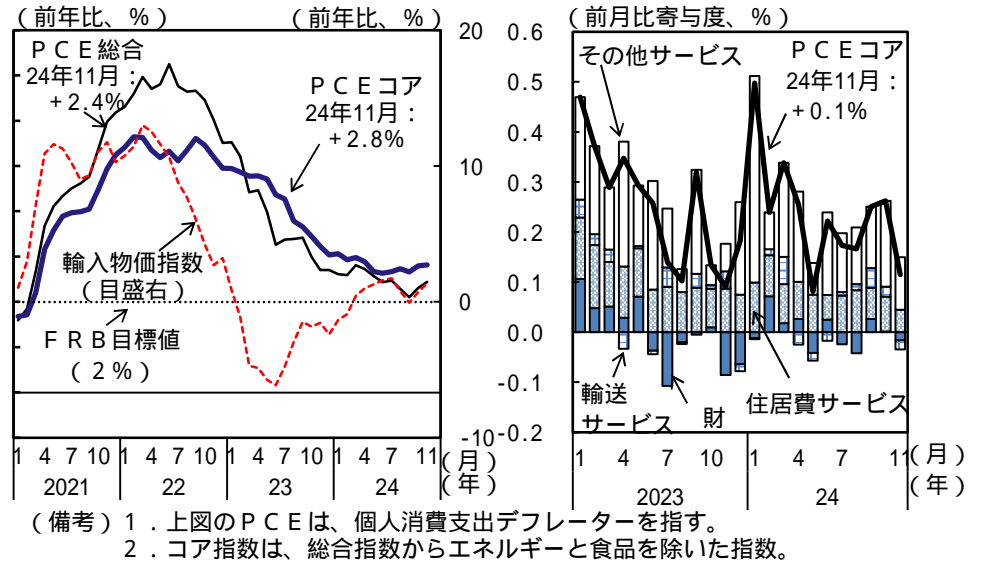 （前年比、％）
（前年比、％）
ＰＣＥ総合
24年11月：
+2.4%
ＰＣＥコア
24年11月：
+2.8%
輸入物価指数
（目盛右）
ＦＲＢ目標値
（2％）
20
10
0
-10
1 4 7 10 1 4 7 10 1 4 7 10 1 4 7 11
（月）
2021 22 23 24
（年）
（前月比寄与度、％）
0.6
0.5
0.4
0.3
0.2
0.1
0.0
-0.1
-0.2
その他サービス
ＰＣＥコア
24年11月：
+0.1%
輸送
サービス
財
住居費サービス
1 4 7 10 1 4 7 11
（月）
2023 24
（年）
（備考）１．上図のＰＣＥは、個人消費支出デフレーターを指す。
２．コア指数は、総合指数からエネルギーと食品を除いた指数。